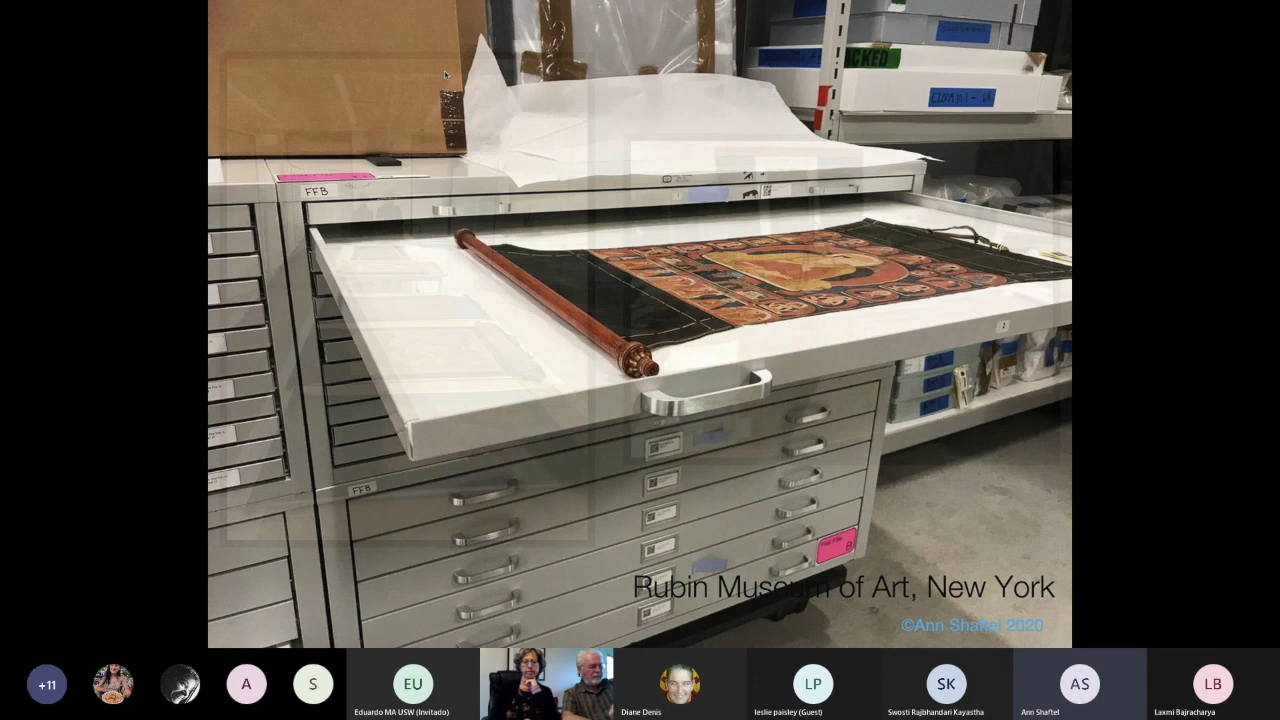 ACKED
FFB
FFB
B
Rubin Museum of Art, New York
©Ann Shaftel 2020
+11
A
S
EU
Eduardo MA USW (Invitado)
Diane Denis
LP
leslie paisley (Guest)
SK
Swosti Rajbhandari Kayastha
AS
Ann Shaftel
LB
Laxmi Bajracharya